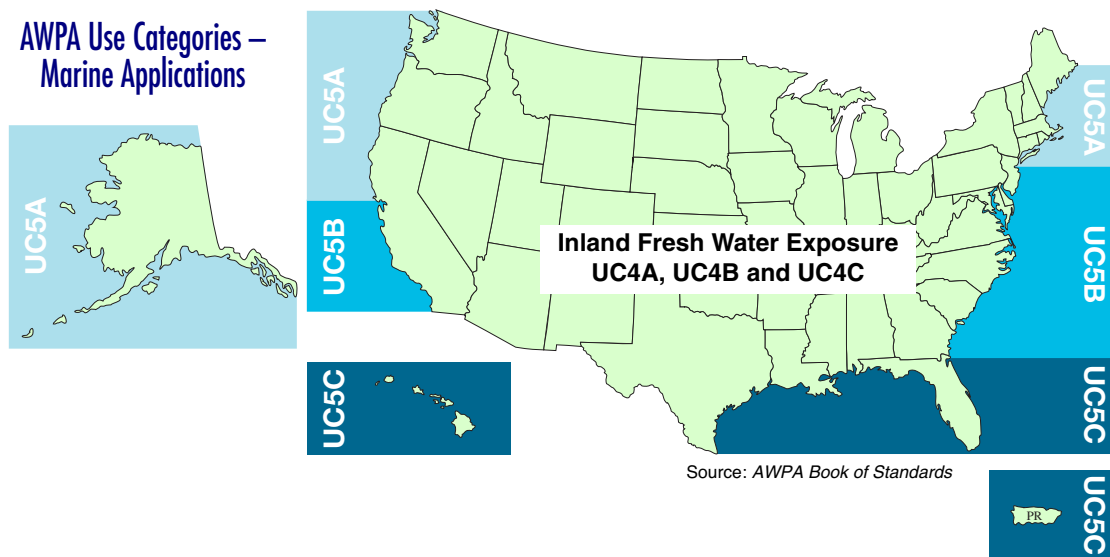 AWPA Use Categories –
Marine Applications
UC5A
UC5A
UC5B
UC5C
Inland Fresh Water Exposure
UC4A, UC4B and UC4C
UC5A
UC5B
UC5C
Source: AWPA Book of Standards
PR
UC5C